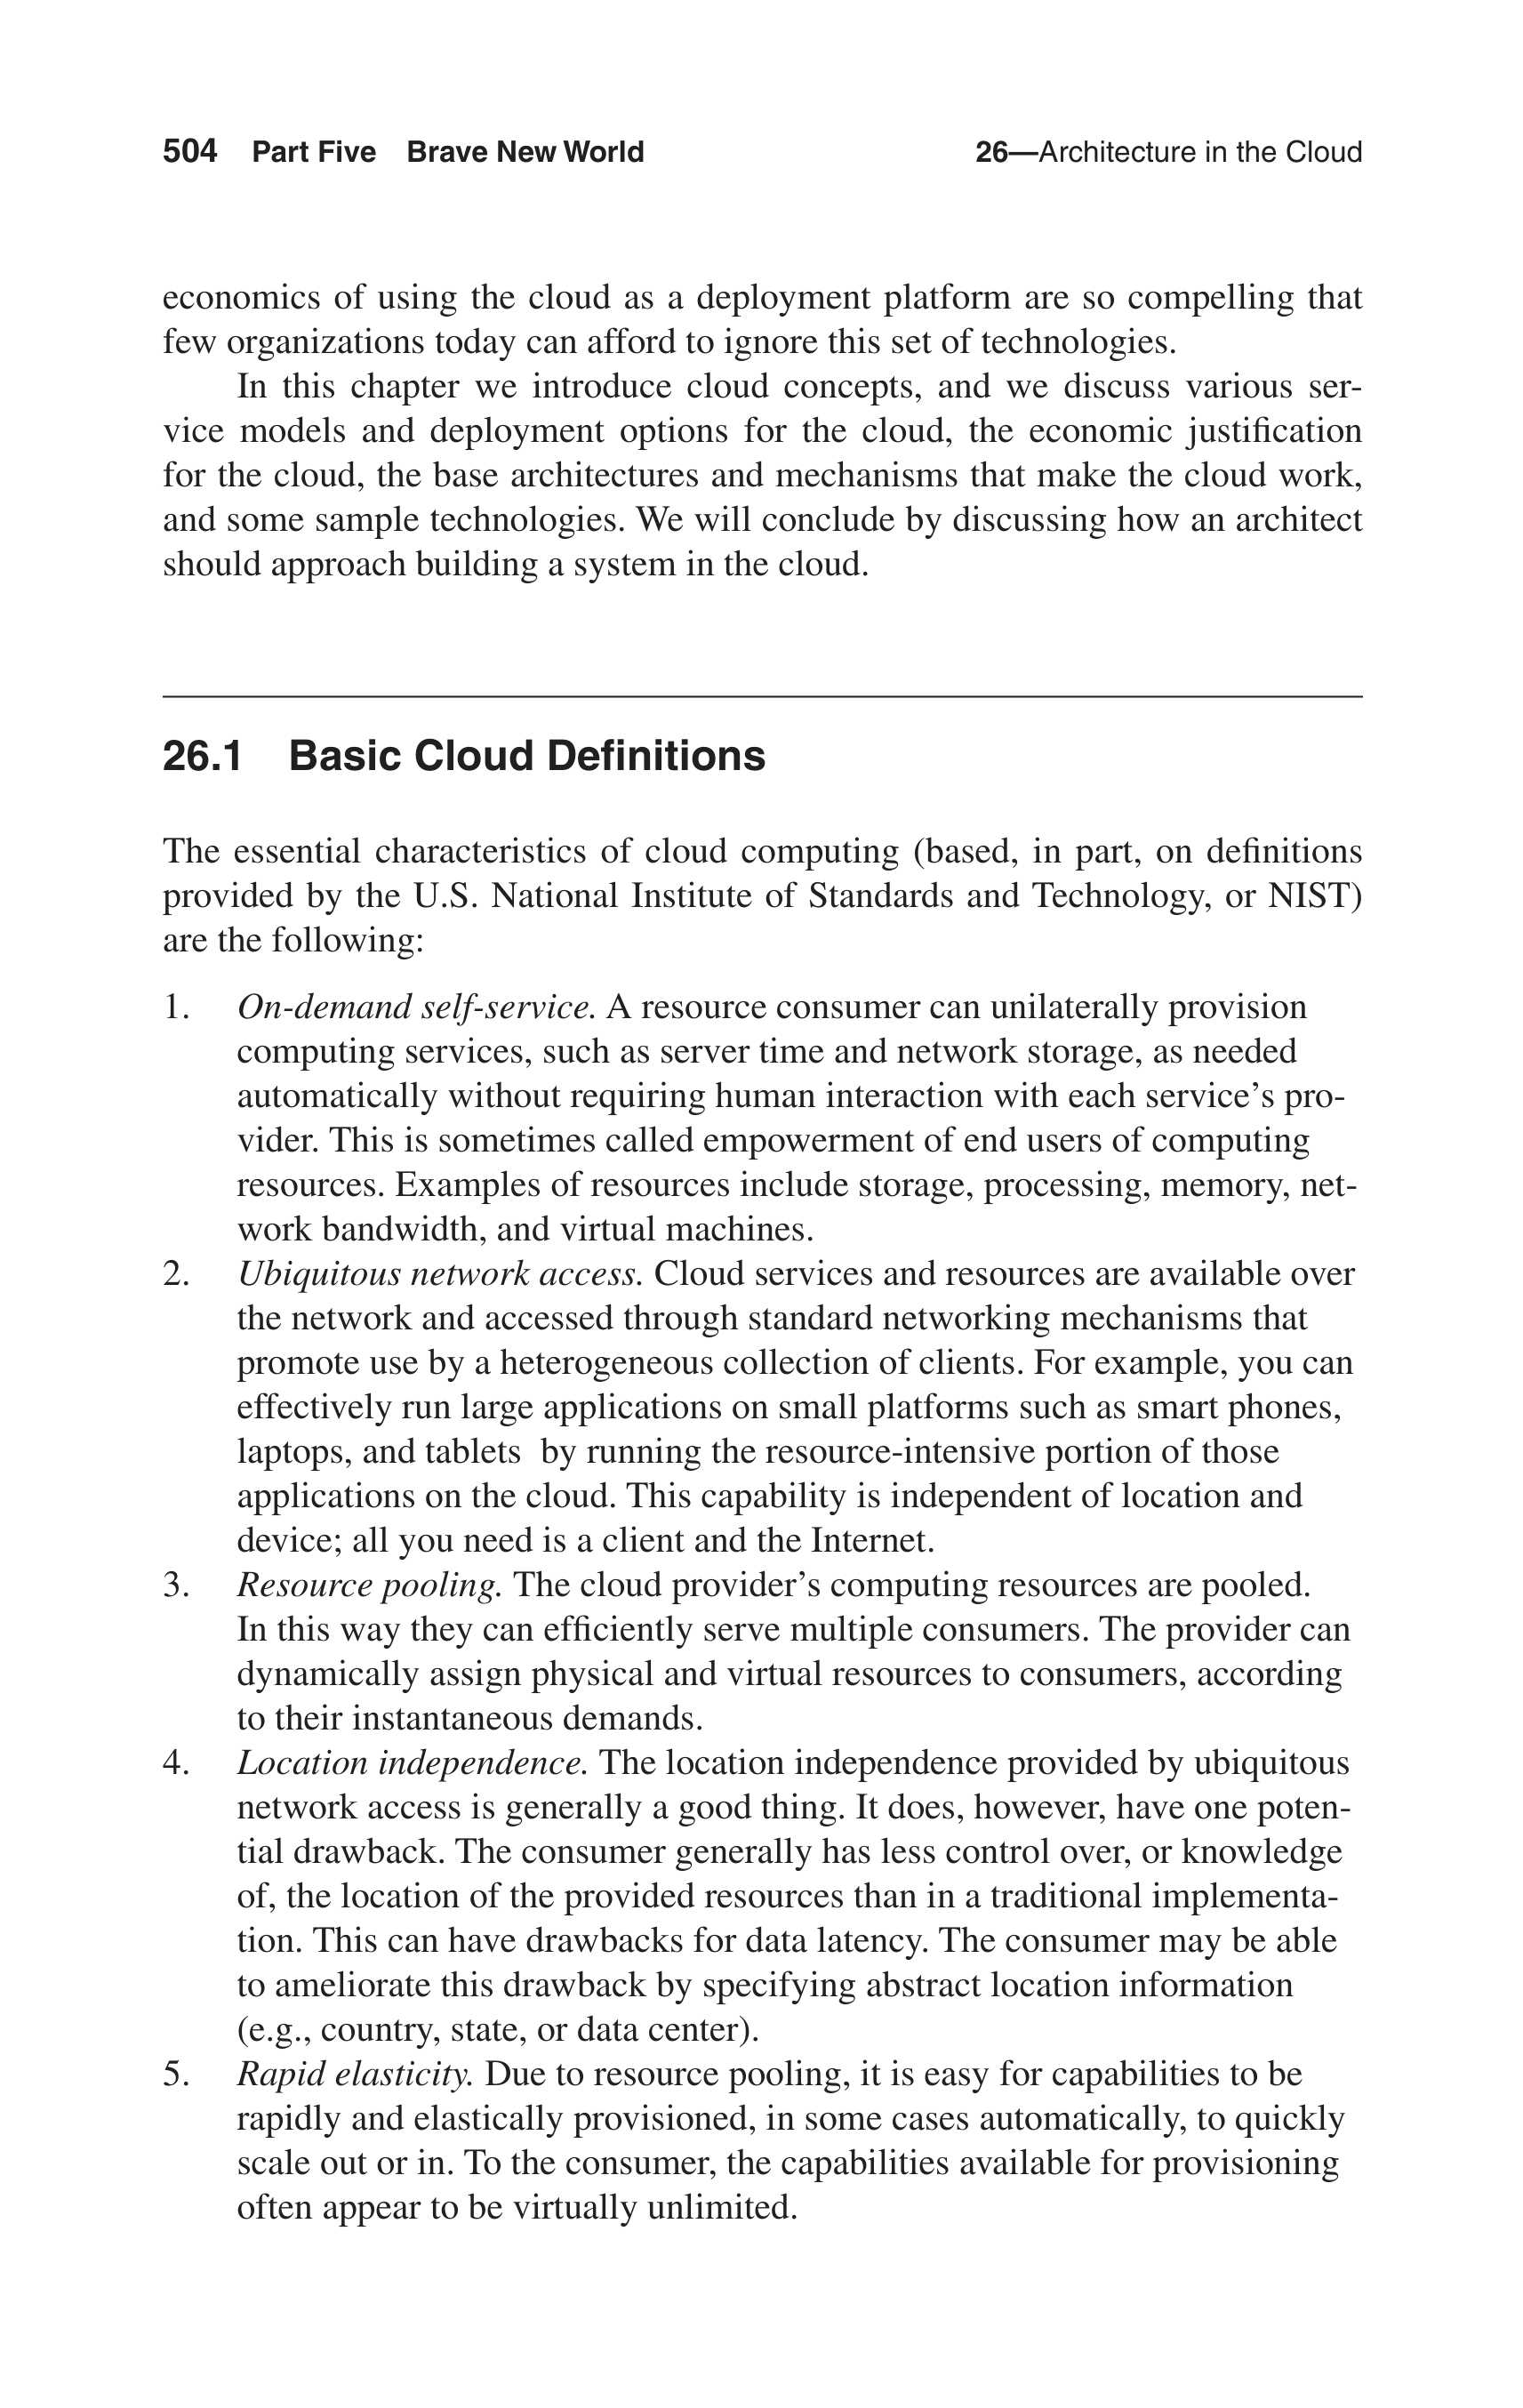 504 Part Five Brave New World 26—Architecture in the Cloud
economics of using the cloud as a deployment platform are so compelling that
few organizations today can afford to ignore this set of technologies.
In this chapter we introduce cloud concepts, and we discuss various ser-
vice models and deployment options for the cloud, the economic justification
for the cloud, the base architectures and mechanisms that make the cloud work,
and some sample technologies. We will conclude by discussing how an architect
should approach building a system in the cloud.
26.1 Basic Cloud Definitions
The essential characteristics of cloud computing (based, in part, on definitions
provided by the U.S. National Institute of Standards and Technology, or NIST)
are the following:
1. On-demand self-service. A resource consumer can unilaterally provision
computing services, such as server time and network storage, as needed
automatically without requiring human interaction with each service’s pro-
vider. This is sometimes called empowerment of end users of computing
resources. Examples of resources include storage, processing, memory, net-
work bandwidth, and virtual machines.
2. Ubiquitous network access. Cloud services and resources are available over
the network and accessed through standard networking mechanisms that
promote use by a heterogeneous collection of clients. For example, you can
effectively run large applications on small platforms such as smart phones,
laptops, and tablets by running the resource-intensive portion of those
applications on the cloud. This capability is independent of location and
device; all you need is a client and the Internet.
3. Resource pooling. The cloud provider’s computing resources are pooled.
In this way they can efficiently serve multiple consumers. The provider can
dynamically assign physical and virtual resources to consumers, according
to their instantaneous demands.
4. Location independence. The location independence provided by ubiquitous
network access is generally a good thing. It does, however, have one poten-
tial drawback. The consumer generally has less control over, or knowledge
of, the location of the provided resources than in a traditional implementa-
tion. This can have drawbacks for data latency. The consumer may be able
to ameliorate this drawback by specifying abstract location information
(e.g., country, state, or data center).
5. Rapid elasticity. Due to resource pooling, it is easy for capabilities to be
rapidly and elastically provisioned, in some cases automatically, to quickly
scale out or in. To the consumer, the capabilities available for provisioning
often appear to be virtually unlimited.